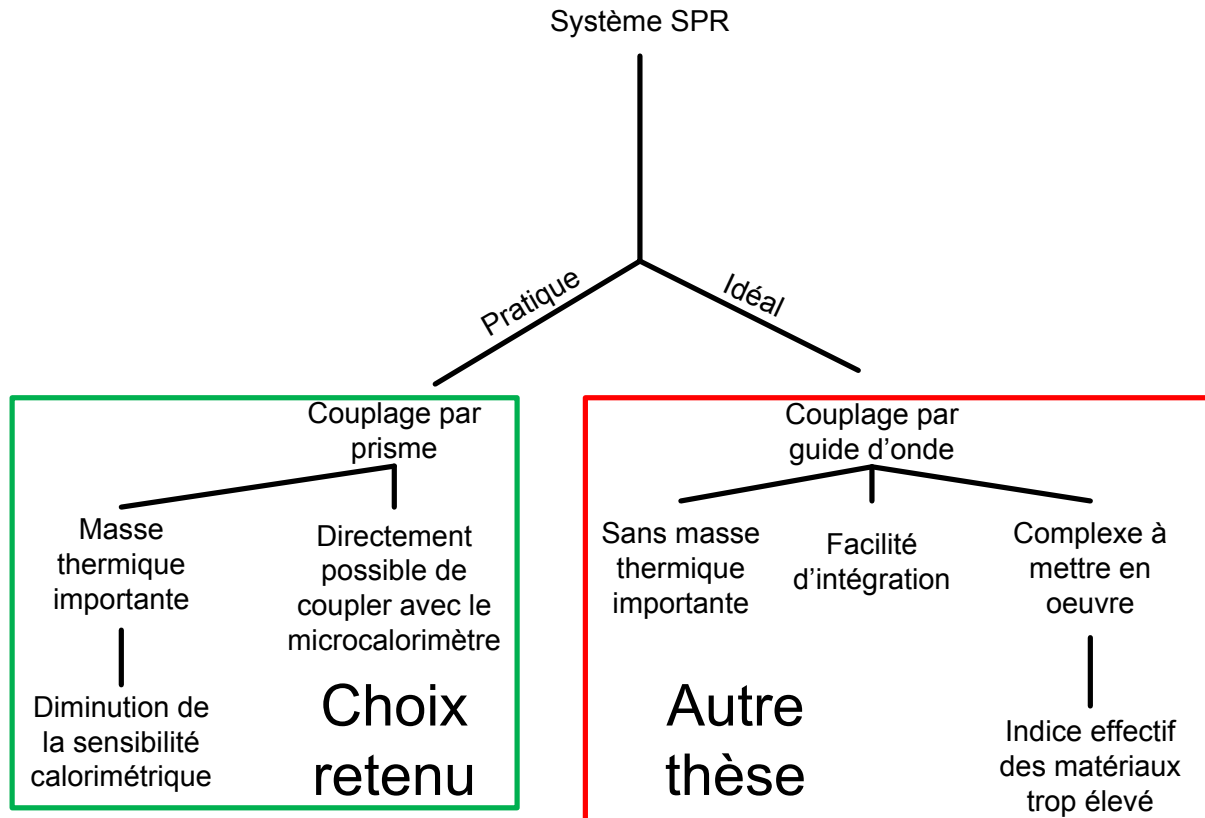 Système SPR
Pratique
Idéal
Couplage par
prisme
Masse
thermique
importante
Directement
possible de
coupler avec le
microcalorimètre
Diminution de
la sensibilité
calorimétrique
Choix
retenu
Couplage par
guide d'onde
Sans masse
thermique
importante
Facilité
d'intégration
Complexe à
mettre en
oeuvre
Autre
thèse
Indice effectif
des matériaux
trop élevé